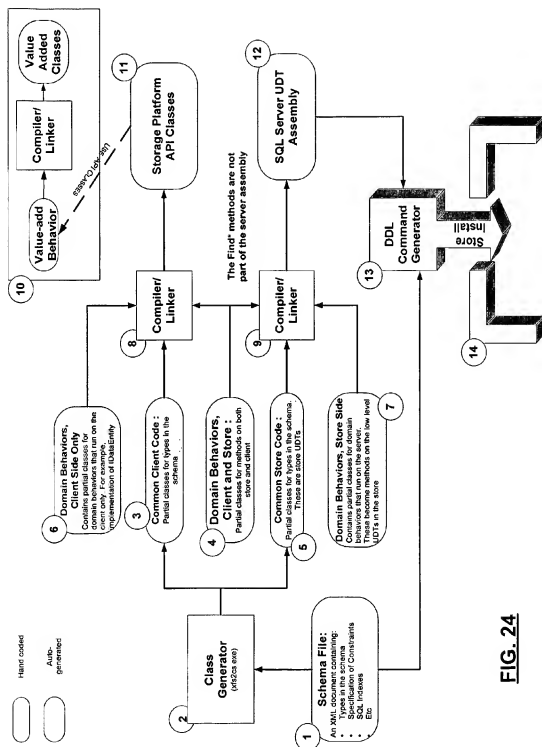 Hand coded
Auto-
generated
1
Schema File:
An XML document containing:
• Types in the schema
• Specification of Constraints
• SQL Indexes
• Etc
2
Class
Generator
(xfs2cs.exe)
6
Domain Behaviors,
Client Side Only
Contains partial classes for
domain behaviors that run on the
client only. For example,
implementation of IDataEntity
3
Common Client Code:
Partial classes for types in the
schema
4
Domain Behaviors,
Client and Store :
Partial classes for methods on both
store and client
5
Common Store Code :
Partial classes for types in the schema.
These are store UDTs
7
Domain Behaviors, Store Side
Contains partial classes for domain
behaviors that run on the server.
These become methods on the low level
UDTs in the store
8
Compiler/
Linker
9
Compiler/
Linker
The Find* methods are not
part of the server assembly
10
Value-add
Behavior
Compiler/
Linker
Value
Added
Classes
Use API CLASSES
11
Storage Platform
API Classes
12
SQL Server UDT
Assembly
13
DDL
Command
Generator
Store
Install
14
FIG. 24